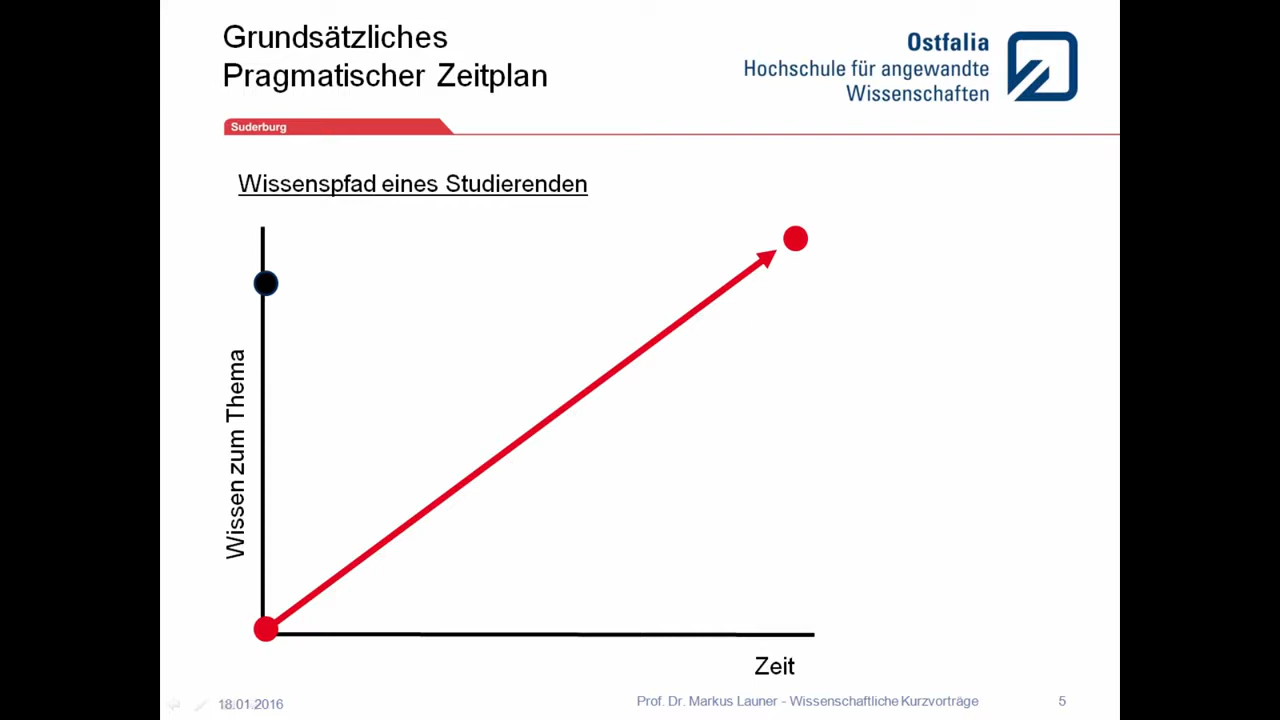 Grundsätzliches
Pragmatischer Zeitplan
Ostfalia
Hochschule für angewandte
Wissenschaften
Suderburg
Wissenspfad eines Studierenden
Wissen zum Thema
Zeit
18.01.2016
Prof. Dr. Markus Launer - Wissenschaftliche Kurzvorträge
5